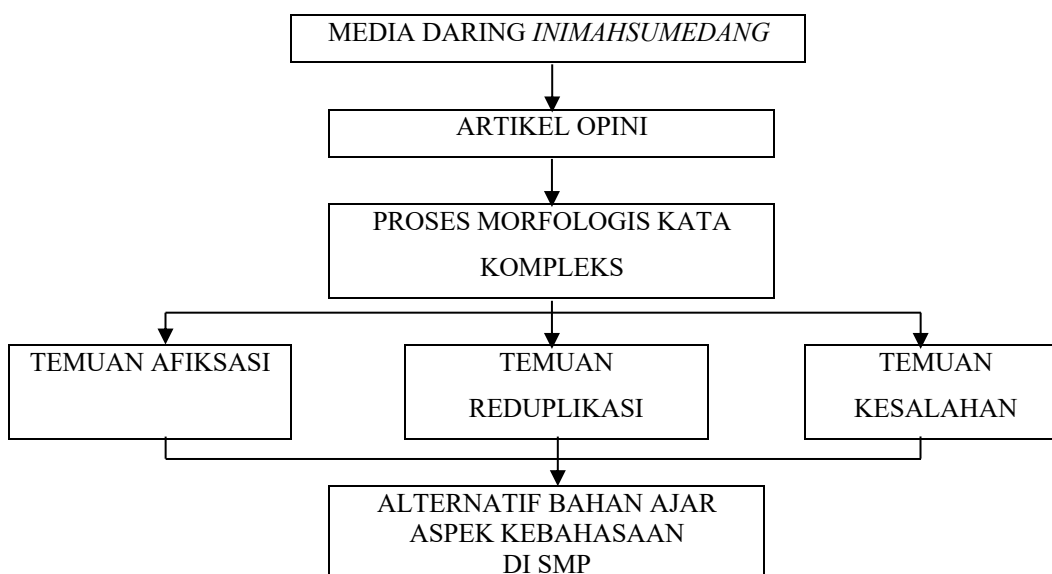 MEDIA DARING INIMAHSUMEDANG
ARTIKEL OPINI
PROSES MORFOLOGIS KATA
KOMPLEKS
TEMUAN AFIKSASI
TEMUAN
REDUPLIKASI
TEMUAN
KESALAHAN
ALTERNATIF BAHAN AJAR
ASPEK KEBAHASAAN
DI SMP